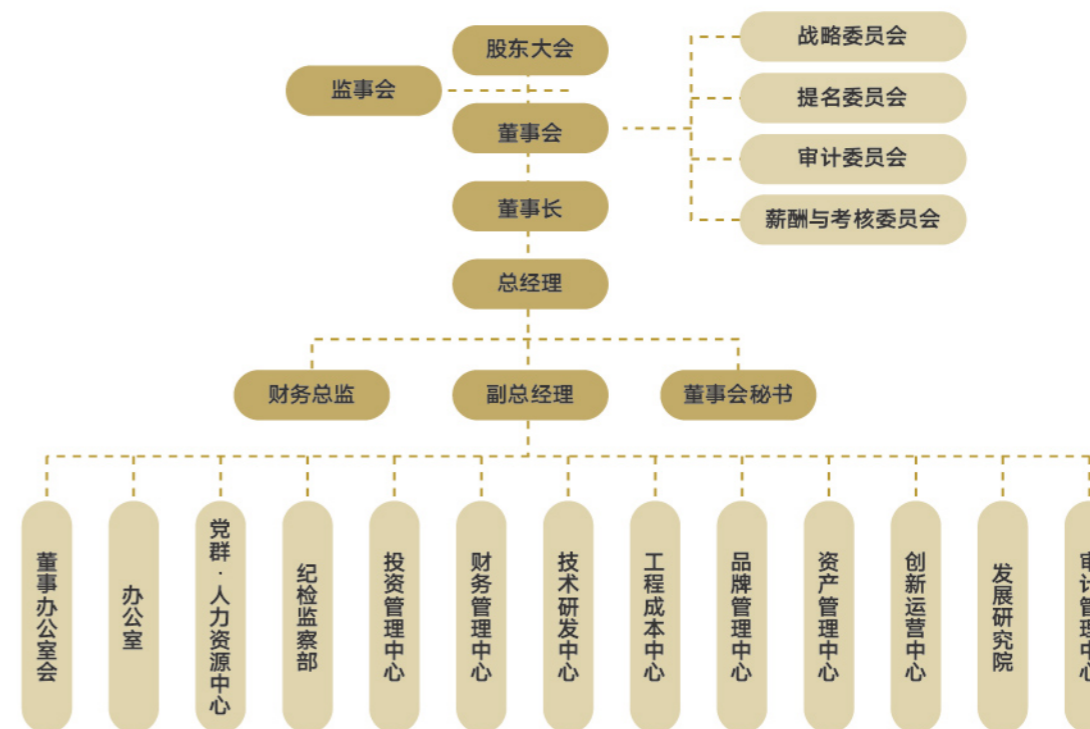 股东大会
监事会
董事会
董事长
总经理
战略委员会
提名委员会
审计委员会
薪酬与考核委员会
财务总监
副总经理
董事会秘书
董事办公室会
办公室
党群·人力资源中心
纪检监察部
投资管理中心
财务管理中心
技术研发中心
工程成本中心
品牌管理中心
资产管理中心
创新运营中心
发展研究院
审计管理中心